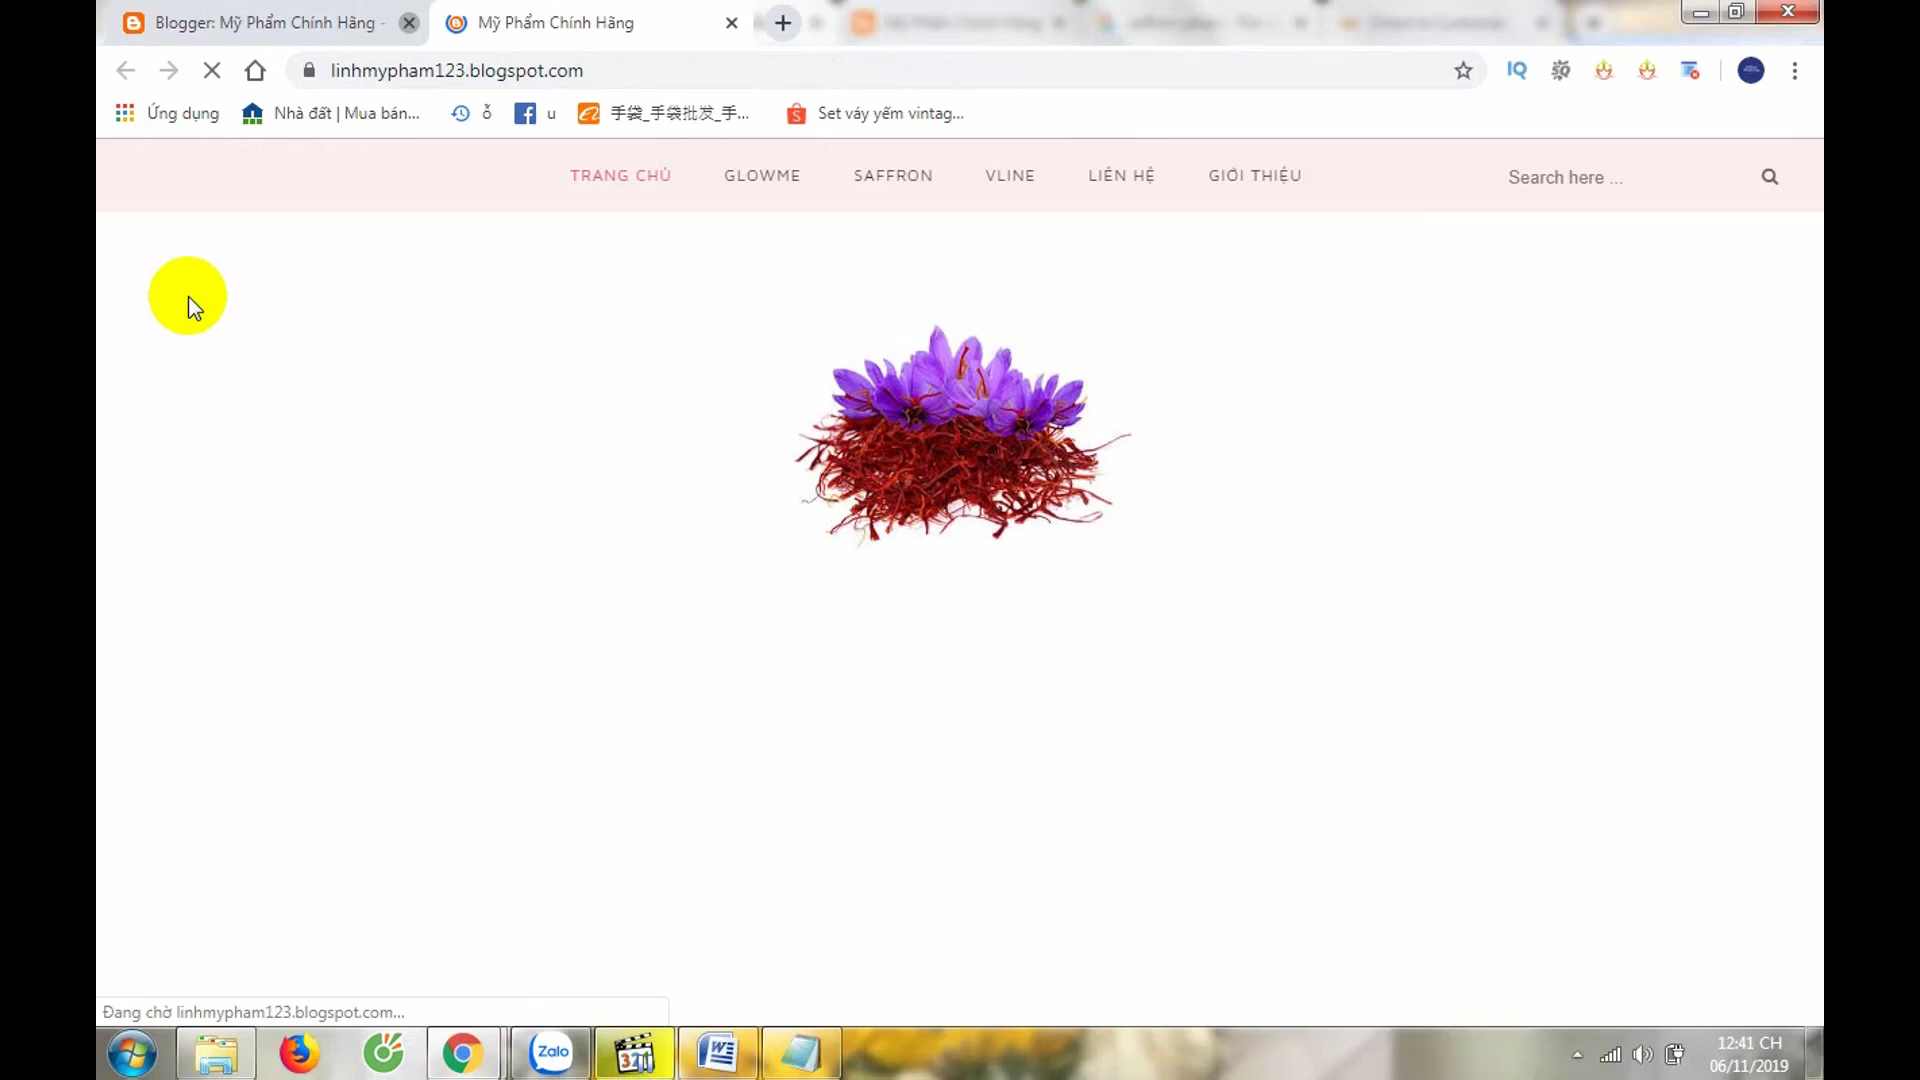 Blogger: Mỹ Phẩm Chính Hãng -
Mỹ Phẩm Chính Hãng
linhmypham123.blogspot.com
IQ
Ứng dụng
Nhà đất | Mua bán...
ỗ
u
手袋_手袋批发_手...
Set váy yếm vintag...
TRANG CHỦ
GLOWME
SAFFRON
VLINE
LIÊN HỆ
GIỚI THIỆU
Search here ...
Đang chờ linhmypham123.blogspot.com...
Zalo
321
12:41 CH
06/11/2019